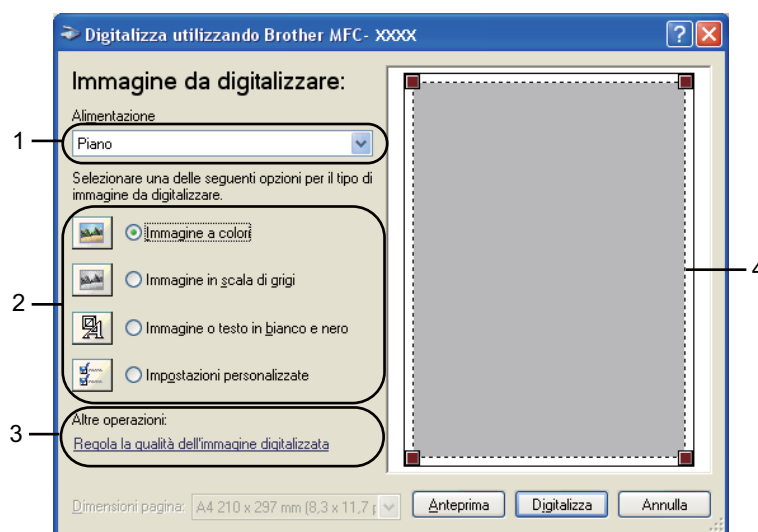 Digitalizza utilizzando Brother MFC- XXXX
Immagine da digitalizzare:
Alimentazione
1
Piano
Selezionare una delle seguenti opzioni per il tipo di
immagine da digitalizzare.
Immagine a colori
4
Immagine in scala di grigi
2
Immagine o testo in bianco e nero
Impostazioni personalizzate
Altre operazioni:
3
Regola la qualità dell'immagine digitalizzata
Dimensioni pagina: A4 210 x 297 mm (8,3 x 11,7 Anteprima Digitalizza Annulla